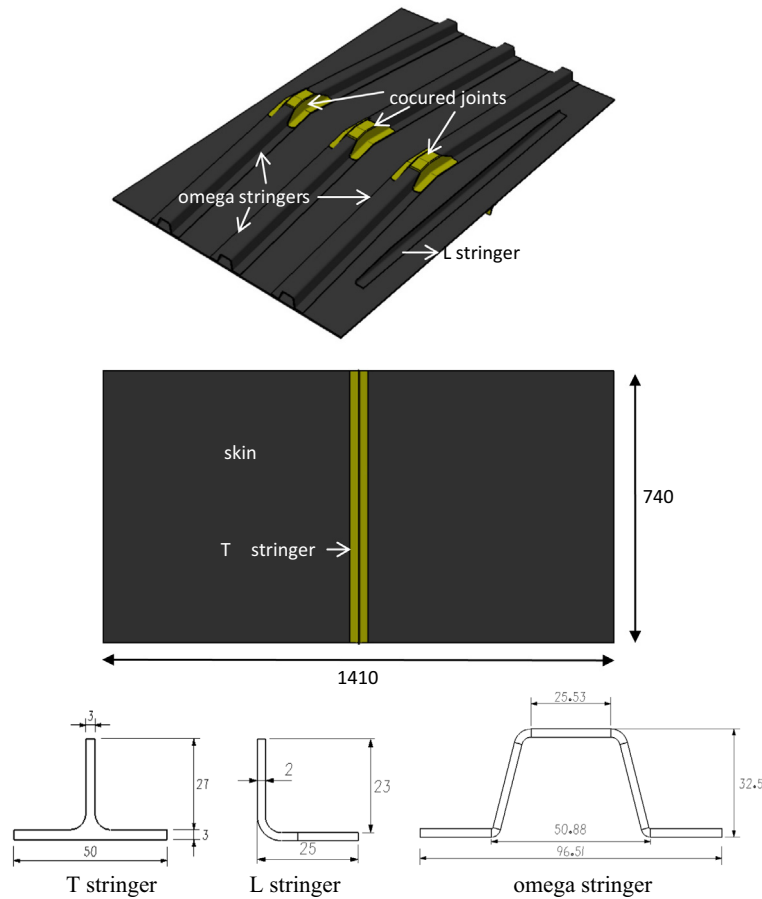 cocured joints
omega stringers
L stringer
skin
740
T stringer
1410
3
27
3
50
T stringer
2
23
25
L stringer
25.53
32.5
50.88
96.51
omega stringer